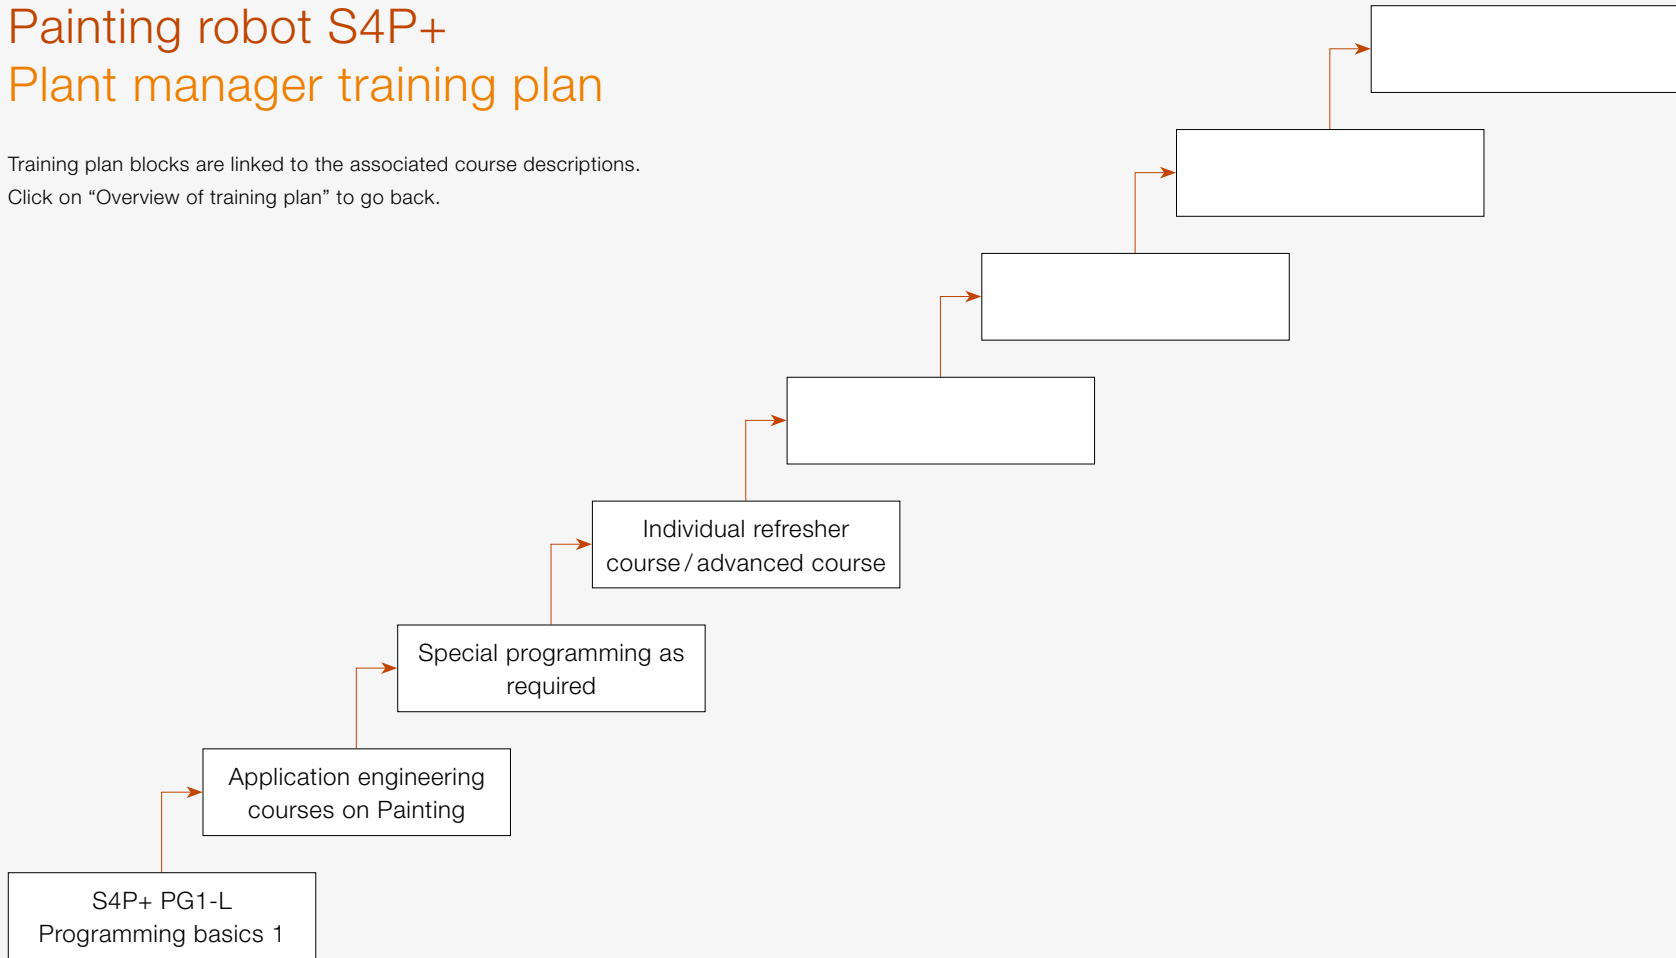 Painting robot S4P+
Plant manager training plan
Training plan blocks are linked to the associated course descriptions.
Click on “Overview of training plan” to go back.
Individual refresher
course / advanced course
Special programming as
required
Application engineering
courses on Painting
S4P+ PG1-L
Programming basics 1